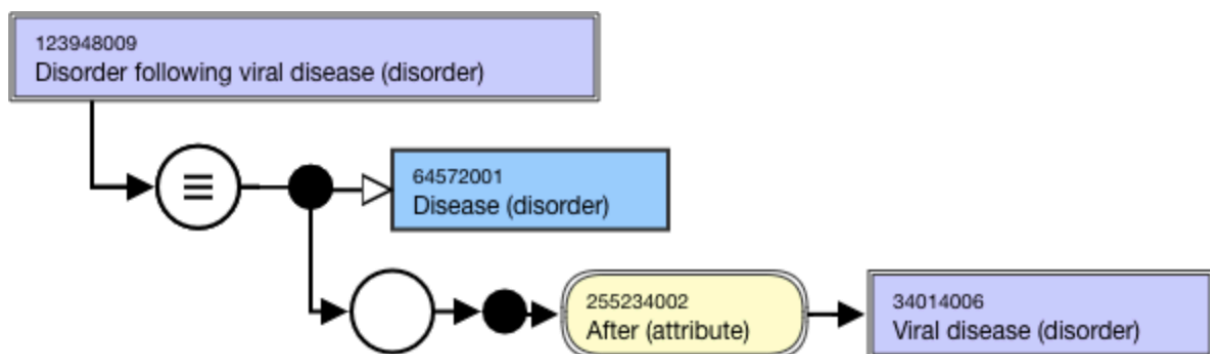 123948009
Disorder following viral disease (disorder)
64572001
Disease (disorder)
255234002
After (attribute)
34014006
Viral disease (disorder)